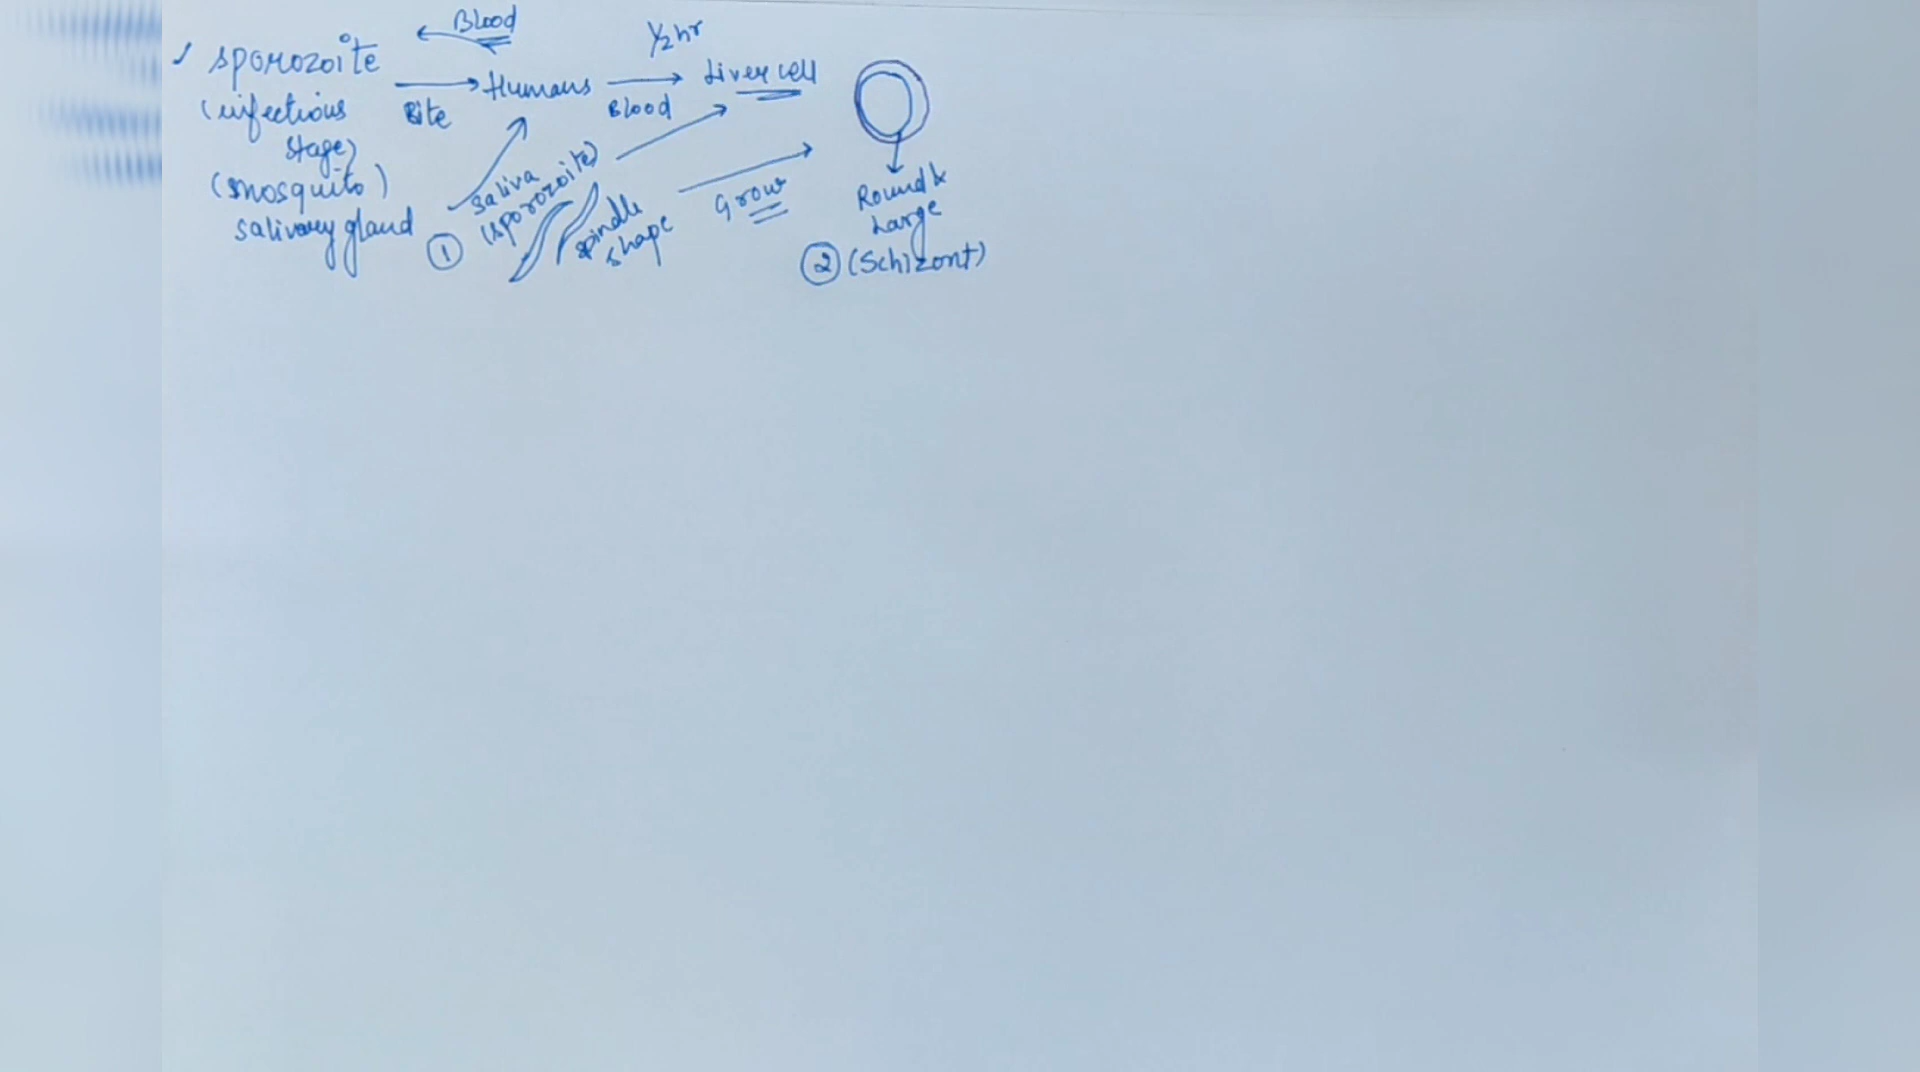 Blood
✓ sporozoite
(infectious
stage)
(mosquito)
salivary gland
Bite
Humans
½ hr
Blood
Liver cell
saliva
(sporozoite)
①
spindle
shape
Grow
Round &
Large
② (Schizont)